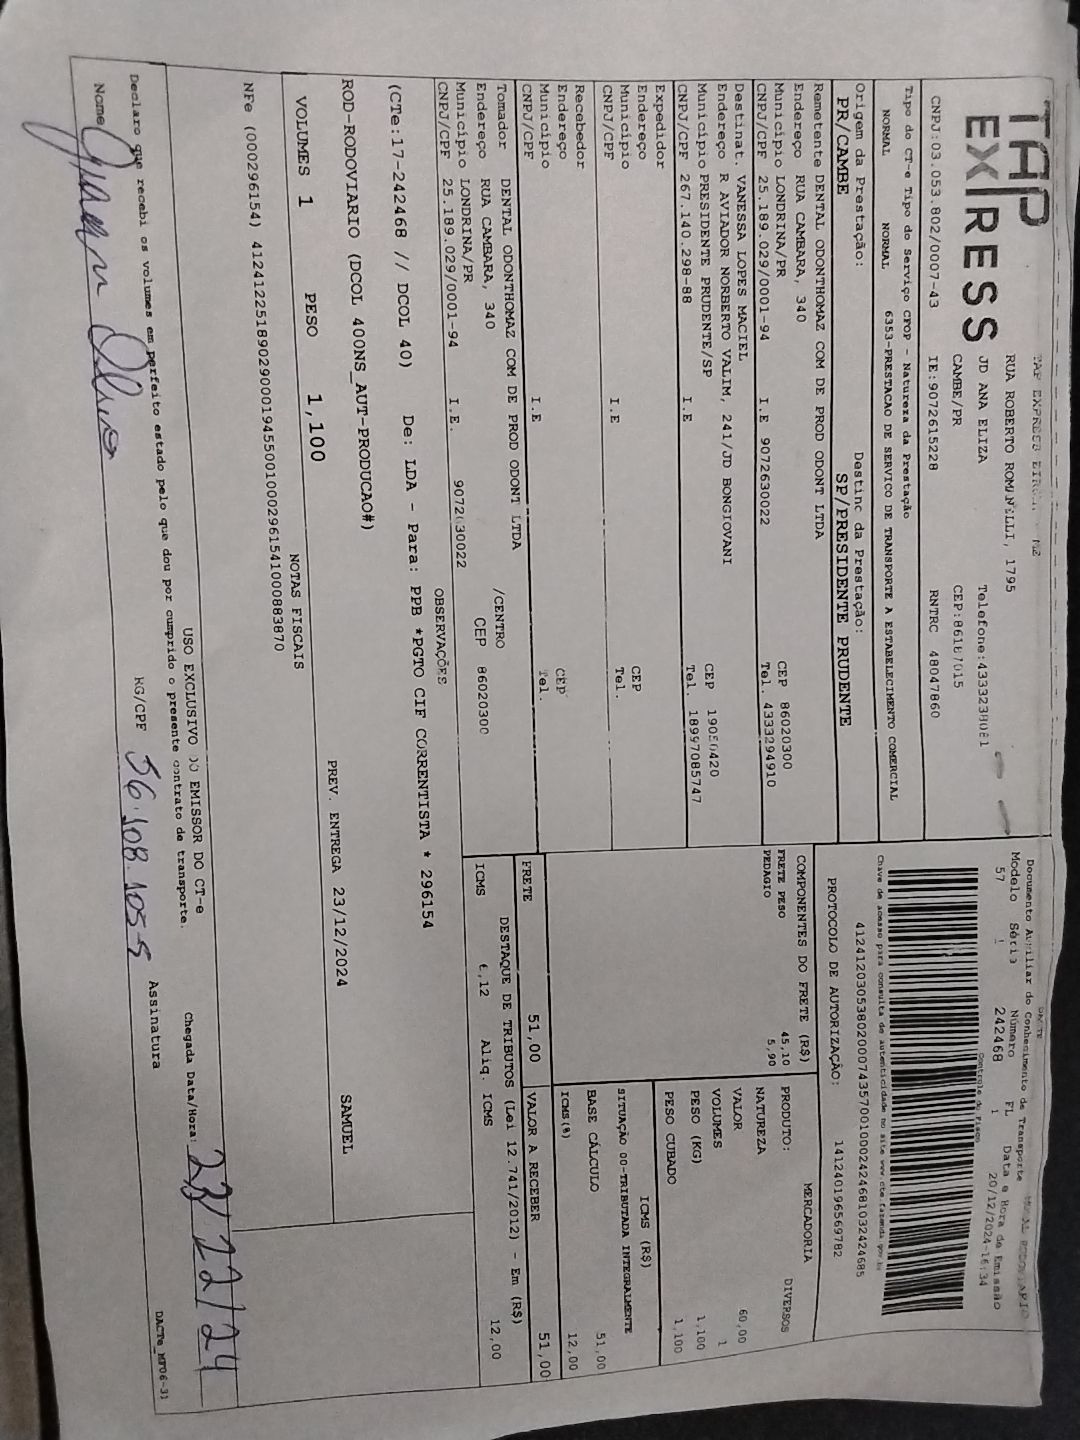 TAP
EXPRESS
RUA ROBERTO ROMANELLI, 1795
JD ANA ELIZA Telefone:4333238081
CAMBE/PR CEP:86187015
CNPJ:03.053.802/0007-43 IE:9072615228 RNTRC 48047860
Tipo do CT-e Tipo do Serviço CFOP - Natureza da Prestação
NORMAL NORMAL 6353-PRESTACAO DE SERVICO DE TRANSPORTE A ESTABELECIMENTO COMERCIAL
Origem da Prestação: Destino da Prestação:
PR/CAMBE SP/PRESIDENTE PRUDENTE
Remetente DENTAL ODONTHOMAZ COM DE PROD ODONT LTDA
Endereço RUA CAMBARA, 340 CEP 86020300
Município LONDRINA/PR Tel. 4333294910
CNPJ/CPF 25.189.029/0001-94 I.E 9072630022
Destinat. VANESSA LOPES MACIEL
Endereço R AVIADOR NORBERTO VALIM, 241/JD BONGIOVANI CEP 19050420
Município PRESIDENTE PRUDENTE/SP Tel. 18997085747
CNPJ/CPF 267.140.298-88 I.E
Expedidor
Endereço CEP
Município Tel.
CNPJ/CPF I.E
Recebedor
Endereço CEP
Município Tel.
CNPJ/CPF I.E
Tomador DENTAL ODONTHOMAZ COM DE PROD ODONT LTDA
Endereço RUA CAMBARA, 340 /CENTRO
Município LONDRINA/PR CEP 86020300
CNPJ/CPF 25.189.029/0001-94 I.E. 9072630022
Documento Auxiliar do Conhecimento de Transporte
Modelo Série Número FL Data e Hora de Emissão
57 1 242468 1 20/12/2024-16:34
Controle do Fisco
Chave de acesso para consulta de autenticidade no site www.cte.fazenda.gov.br
41241203053802000743570010002424681032424685
PROTOCOLO DE AUTORIZAÇÃO: 141240196569782
COMPONENTES DO FRETE (R$)
FRETE PESO 45,10
PEDAGIO 5,90
MERCADORIA
PRODUTO: DIVERSOS
NATUREZA
VALOR 60,00
VOLUMES 1
PESO (KG) 1,100
PESO CUBADO 1,100
ICMS (R$)
SITUAÇÃO 00-TRIBUTADA INTEGRALMENTE
BASE CÁLCULO 51,00
ICMS(%) 12,00
FRETE 51,00 VALOR A RECEBER 51,00
DESTAQUE DE TRIBUTOS (Lei 12.741/2012) - Em (R$)
ICMS 6,12 Aliq. ICMS 12,00
OBSERVAÇÕES
(CTe:17-242468 // DCOL 40) De: LDA - Para: PPB *PGTO CIF CORRENTISTA * 296154
ROD-RODOVIARIO (DCOL 400NS_AUT-PRODUCAO#)
PREV. ENTREGA 23/12/2024 SAMUEL
VOLUMES 1 PESO 1,100
NOTAS FISCAIS
NFe (000296154) 41241225189029000194550010002961541000883870
USO EXCLUSIVO DO EMISSOR DO CT-e
Declaro que recebi os volumes em perfeito estado pelo que dou por cumprido o presente contrato de transporte.
Chegada Data/Hora: 23/12/24
Nome RG/CPF 56.108.105-5 Assinatura
DACTe_MF06-31